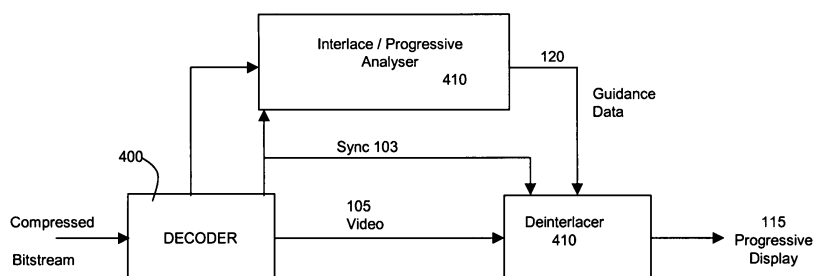 Interlace / Progressive
Analyser
410
120
Guidance
Data
Sync 103
400
Compressed
Bitstream
DECODER
105
Video
Deinterlacer
410
115
Progressive
Display